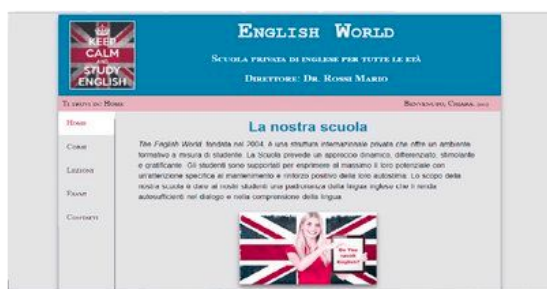 KEEP
CALM
AND
STUDY
ENGLISH
English World
Scuola privata di inglese per tutte le età
Direttore: Dr. Rossi Mario
Ti trovi in: Home
Benvenuto, Chiara.
Home
Corsi
Lezioni
Esami
Contatti
La nostra scuola
The English World, fondata nel 2004, è una struttura internazionale privata che offre un ambiente
formativo a misura di studente. La Scuola prevede un approccio dinamico, differenziato, stimolante
e gratificante. Gli studenti sono supportati per esprimere al massimo il loro potenziale con
un'attenzione specifica al mantenimento e rinforzo positivo della loro autostima. Lo scopo della
nostra scuola è dare ai nostri studenti una padronanza della lingua inglese che li renda
autosufficienti nel dialogo e nella comprensione della lingua.
Do You
speak
English?